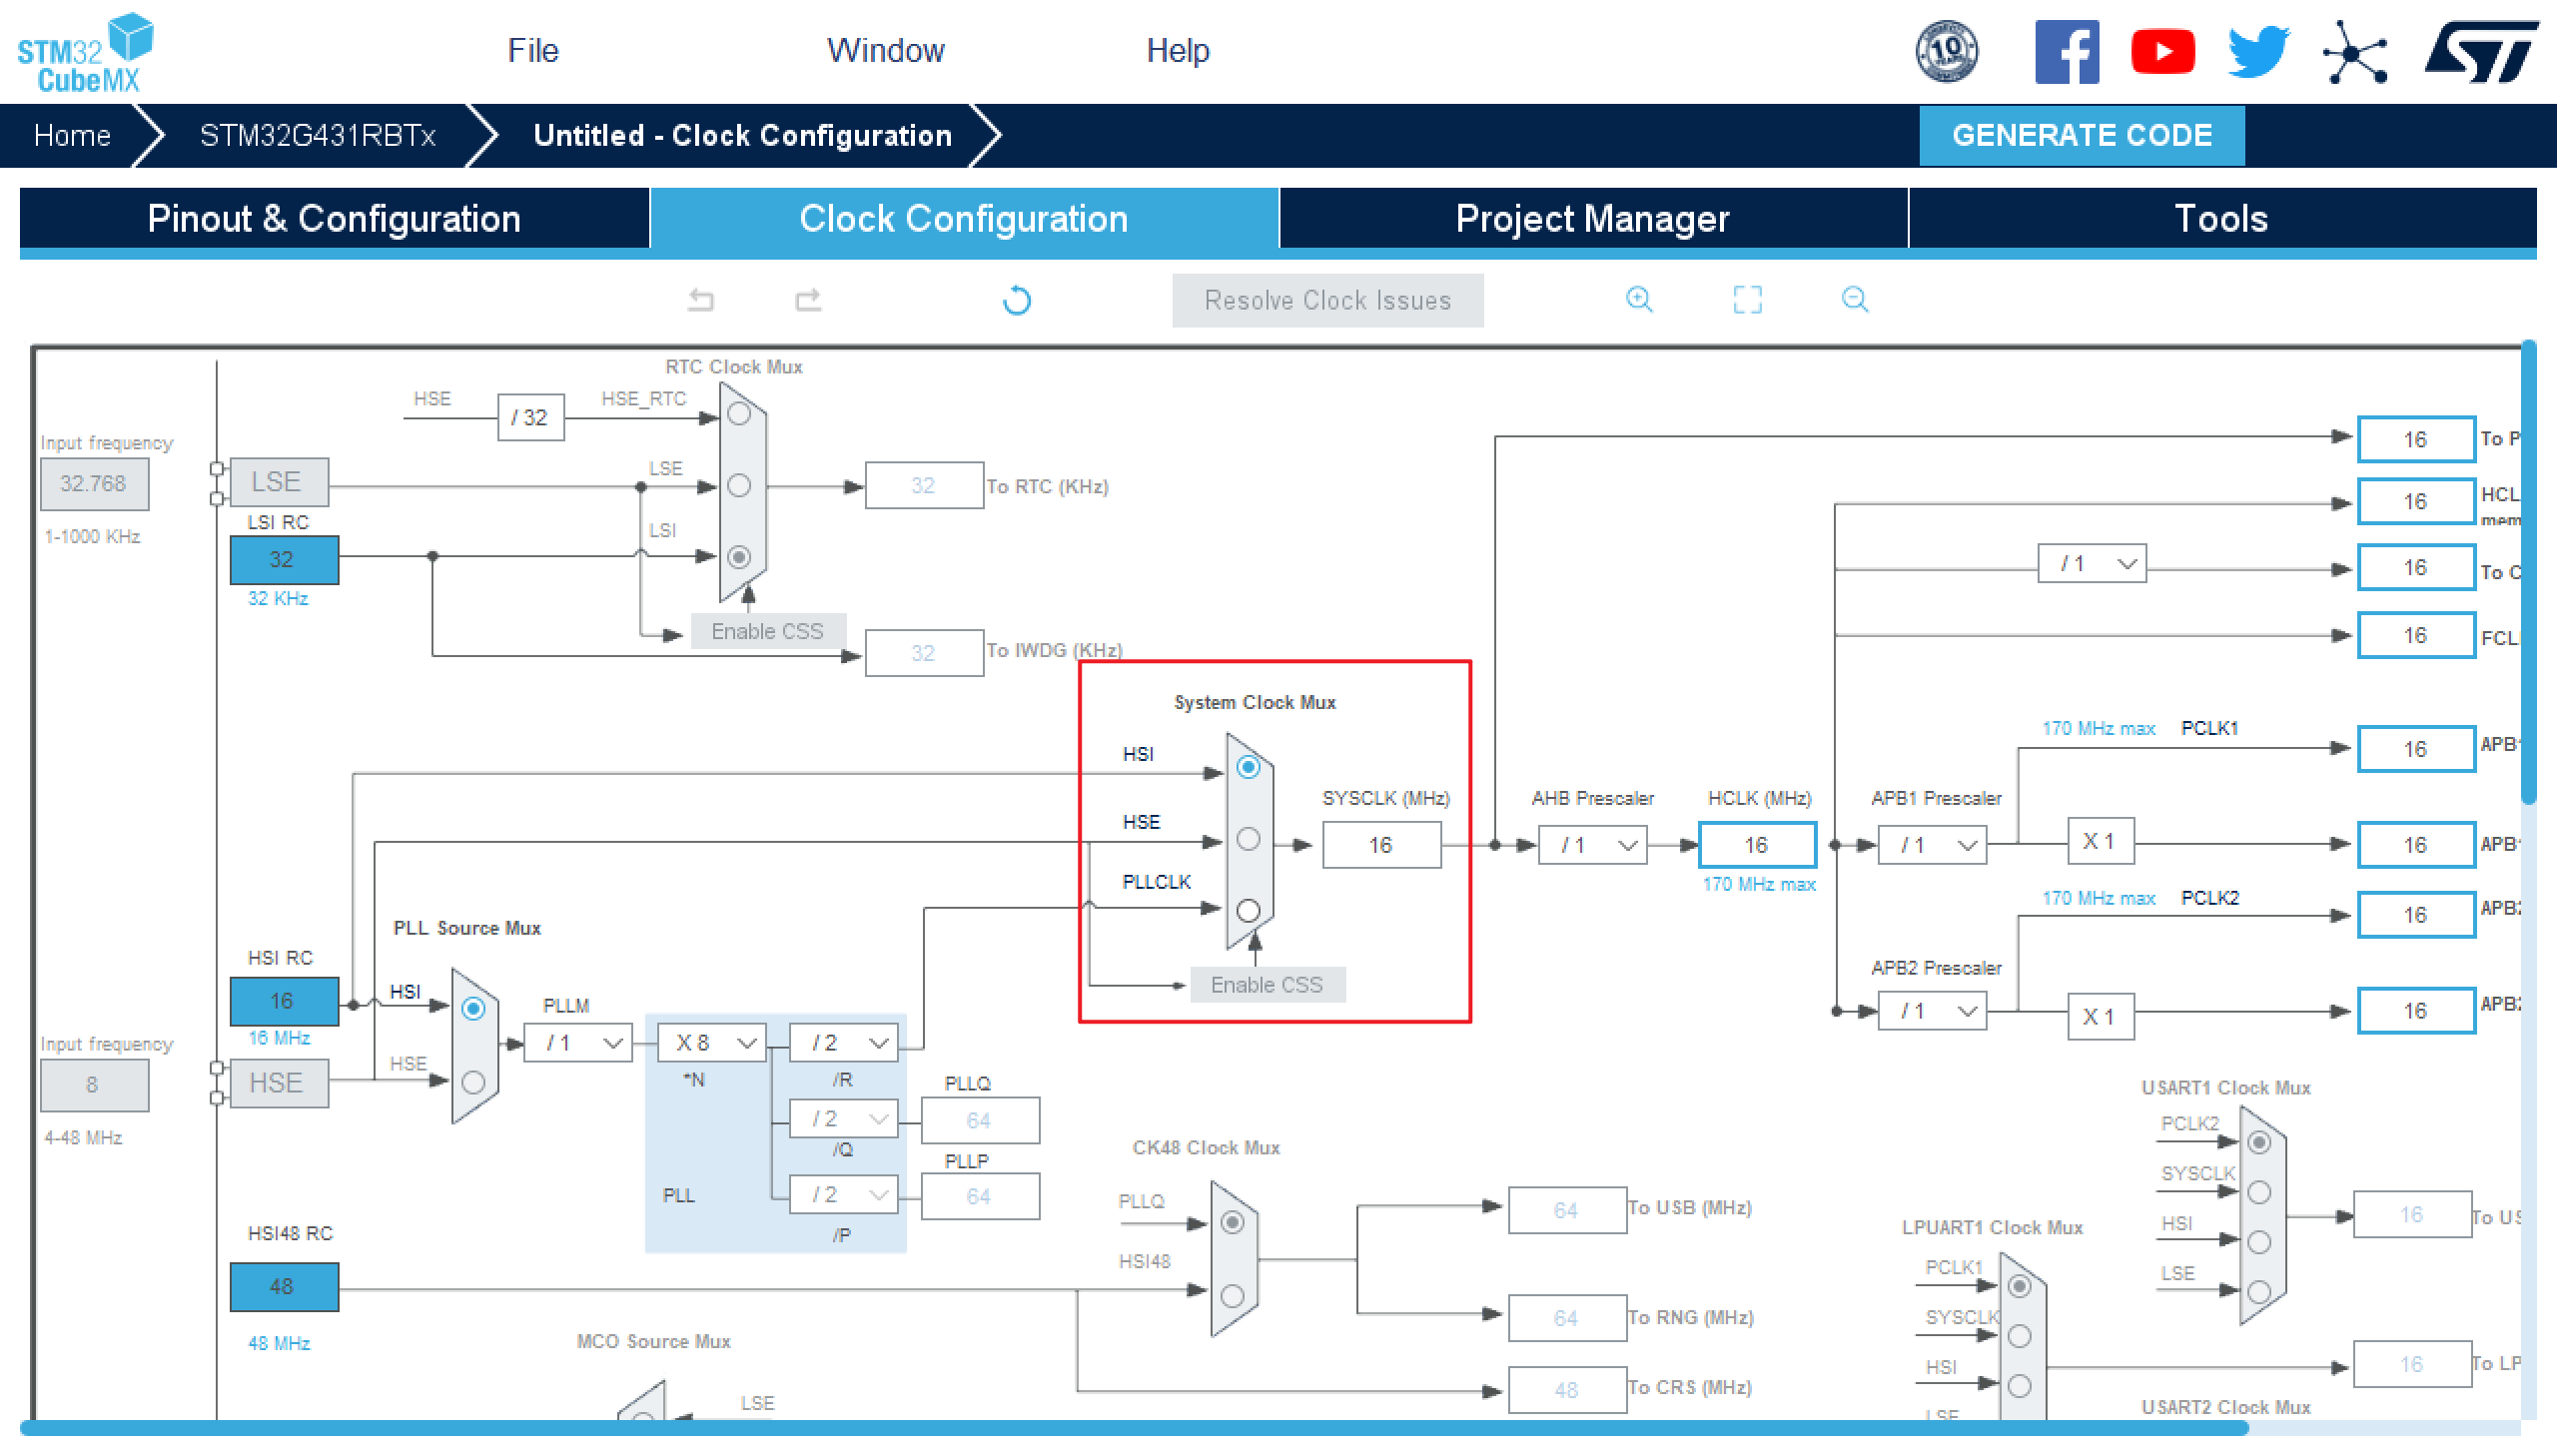 STM32
CubeMX
File
Window
Help
10
YEARS
ST
Home
STM32G431RBTx
Untitled - Clock Configuration
GENERATE CODE
Pinout & Configuration
Clock Configuration
Project Manager
Tools
Resolve Clock Issues
RTC Clock Mux
HSE
/ 32
HSE_RTC
Input frequency
32.768
1-1000 KHz
LSE
LSE
32
To RTC (KHz)
LSI RC
32
32 KHz
LSI
Enable CSS
32
To IWDG (KHz)
16
To P
16
HCL
mem
/ 1
16
To C
16
FCL
System Clock Mux
HSI
HSE
PLLCLK
Enable CSS
SYSCLK (MHz)
16
AHB Prescaler
/ 1
HCLK (MHz)
16
170 MHz max
APB1 Prescaler
/ 1
170 MHz max
PCLK1
16
APB1
X 1
16
APB1
170 MHz max
PCLK2
16
APB2
APB2 Prescaler
/ 1
X 1
16
APB2
PLL Source Mux
HSI RC
16
16 MHz
HSI
Input frequency
8
4-48 MHz
HSE
HSE
PLLM
/ 1
X 8
*N
/ 2
/R
/ 2
/Q
/ 2
/P
PLL
PLLQ
64
PLLP
64
HSI48 RC
48
48 MHz
CK48 Clock Mux
PLLQ
HSI48
64
To USB (MHz)
64
To RNG (MHz)
48
To CRS (MHz)
MCO Source Mux
LSE
USART1 Clock Mux
PCLK2
SYSCLK
HSI
LSE
16
To US
LPUART1 Clock Mux
PCLK1
SYSCLK
HSI
LSE
16
To LP
USART2 Clock Mux